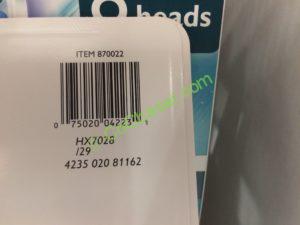 8 heads
ITEM 870022
0 75020 04223 1
HX7028
/29
4235 020 81162